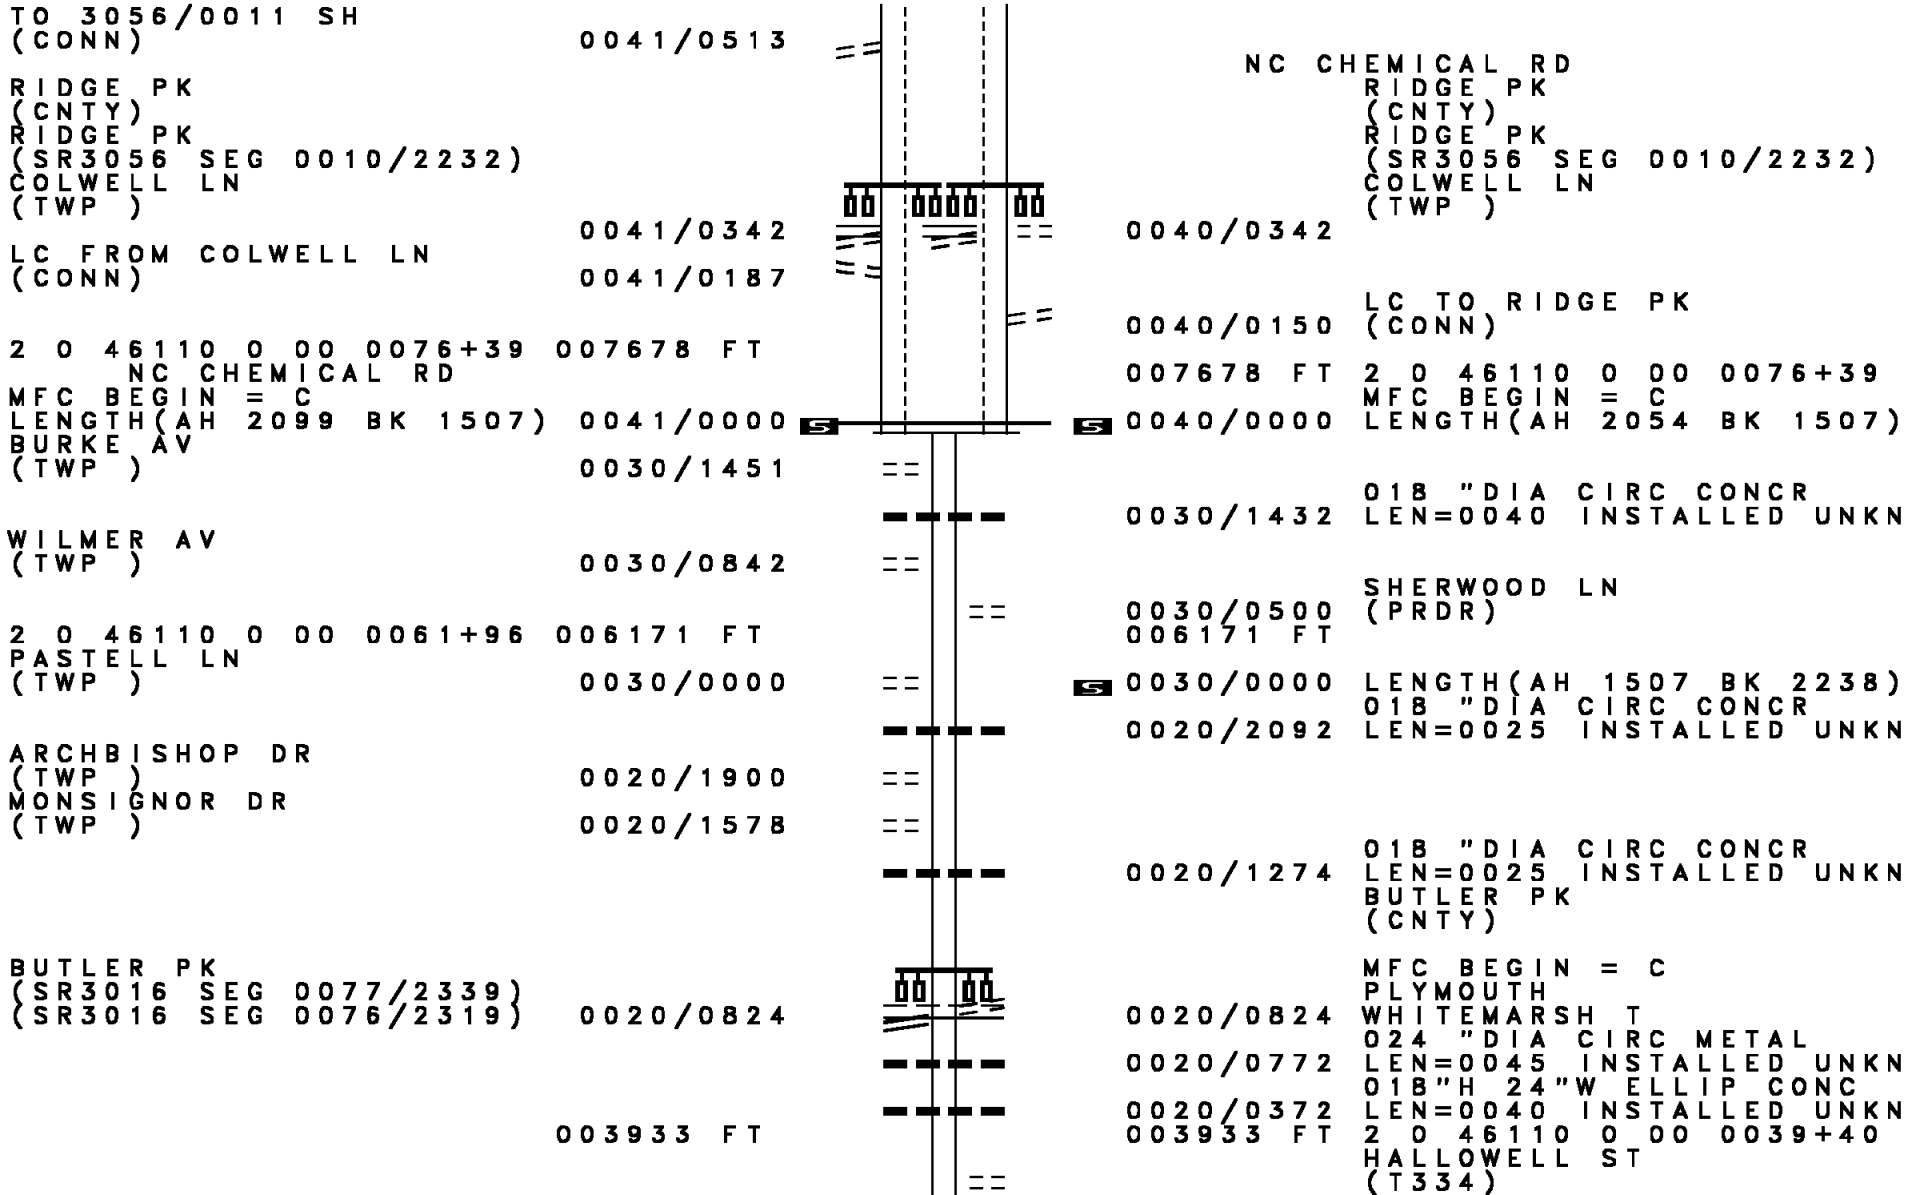 TO 3056/0011 SH
(CONN) 0041/0513
NC CHEMICAL RD
RIDGE PK RIDGE PK
(CNTY) (CNTY)
RIDGE PK RIDGE PK
(SR3056 SEG 0010/2232) (SR3056 SEG 0010/2232)
COLWELL LN COLWELL LN
(TWP ) (TWP )
0041/0342 0040/0342
LC FROM COLWELL LN
(CONN) 0041/0187
LC TO RIDGE PK
0040/0150 (CONN)
2 0 46110 0 00 0076+39 007678 FT
NC CHEMICAL RD 007678 FT 2 0 46110 0 00 0076+39
MFC BEGIN = C MFC BEGIN = C
LENGTH(AH 2099 BK 1507) 0041/0000 S S 0040/0000 LENGTH(AH 2054 BK 1507)
BURKE AV
(TWP ) 0030/1451
018 "DIA CIRC CONCR
0030/1432 LEN=0040 INSTALLED UNKN
WILMER AV
(TWP ) 0030/0842
SHERWOOD LN
0030/0500 (PRDR)
2 0 46110 0 00 0061+96 006171 FT 006171 FT
PASTELL LN
(TWP ) 0030/0000 S 0030/0000 LENGTH(AH 1507 BK 2238)
018 "DIA CIRC CONCR
0020/2092 LEN=0025 INSTALLED UNKN
ARCHBISHOP DR
(TWP ) 0020/1900
MONSIGNOR DR
(TWP ) 0020/1578
018 "DIA CIRC CONCR
0020/1274 LEN=0025 INSTALLED UNKN
BUTLER PK
(CNTY)
BUTLER PK MFC BEGIN = C
(SR3016 SEG 0077/2339) PLYMOUTH
(SR3016 SEG 0076/2319) 0020/0824 0020/0824 WHITEMARSH T
024 "DIA CIRC METAL
0020/0772 LEN=0045 INSTALLED UNKN
018"H 24"W ELLIP CONC
0020/0372 LEN=0040 INSTALLED UNKN
003933 FT 003933 FT 2 0 46110 0 00 0039+40
HALLOWELL ST
(T334)